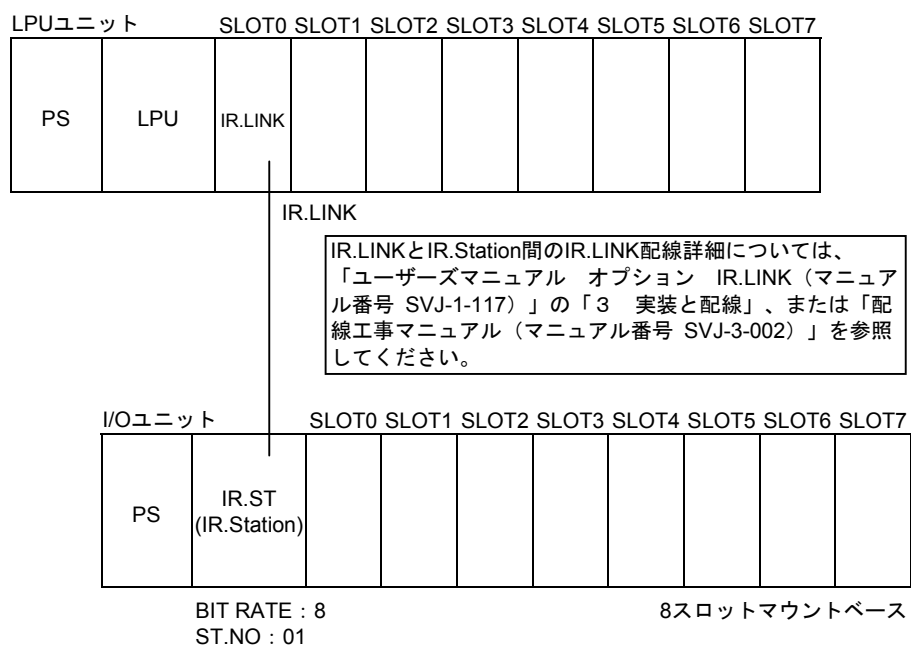 LPUユニット SLOT0 SLOT1 SLOT2 SLOT3 SLOT4 SLOT5 SLOT6 SLOT7
PS LPU IR.LINK
IR.LINK
IR.LINKとIR.Station間のIR.LINK配線詳細については、
「ユーザーズマニュアル オプション IR.LINK（マニュア
ル番号 SVJ-1-117）」の「3 実装と配線」、または「配
線工事マニュアル（マニュアル番号 SVJ-3-002）」を参照
してください。
I/Oユニット SLOT0 SLOT1 SLOT2 SLOT3 SLOT4 SLOT5 SLOT6 SLOT7
PS IR.ST
(IR.Station)
BIT RATE：8 8スロットマウントベース
ST.NO：01